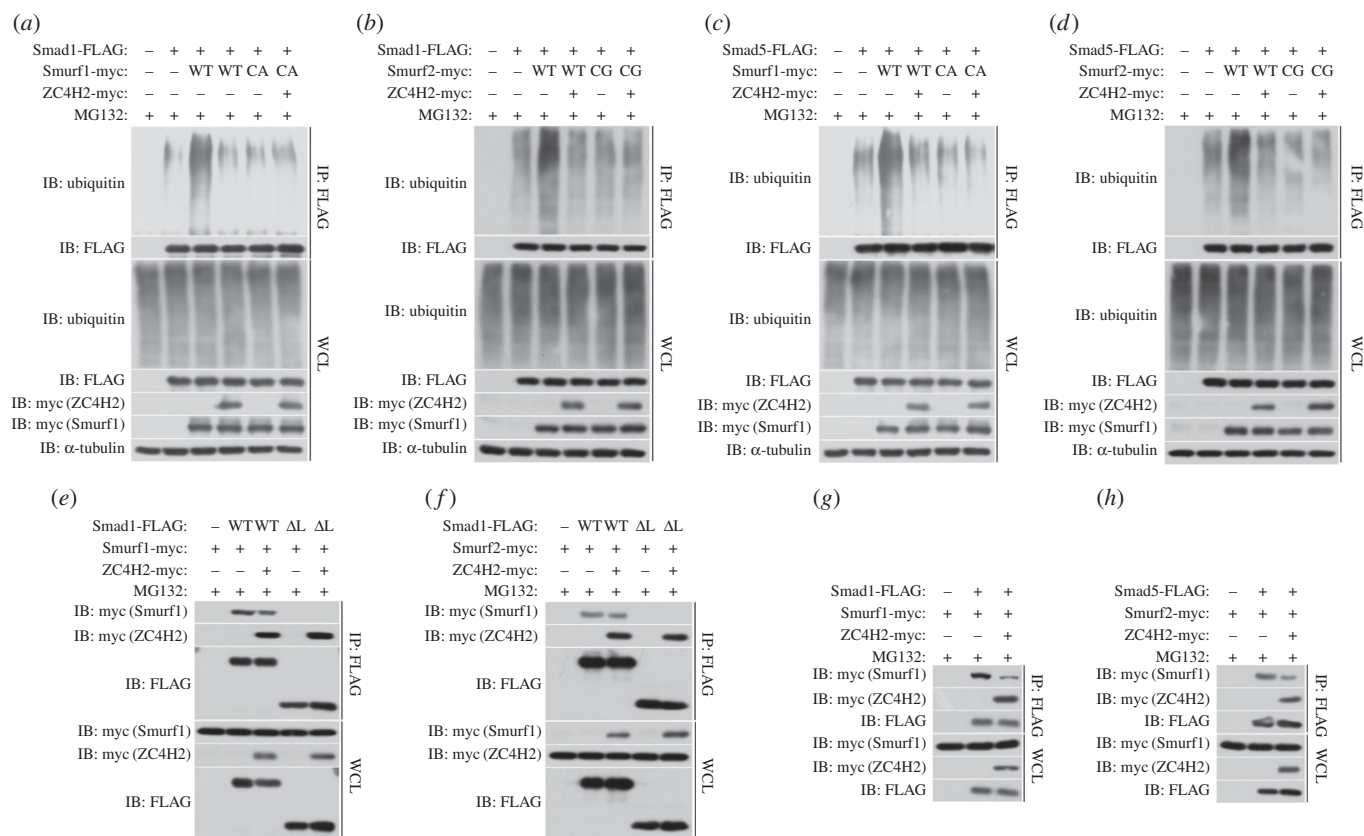 (a)
Smad1-FLAG: – + + + + +
Smurf1-myc: – – WT WT CA CA
ZC4H2-myc: – – – + – +
MG132: + + + + + +
IB: ubiquitin
IB: FLAG
IP: FLAG
IB: ubiquitin
IB: FLAG
IB: myc (ZC4H2)
IB: myc (Smurf1)
IB: α-tubulin
WCL
(b)
Smad1-FLAG: – + + + + +
Smurf2-myc: – – WT WT CG CG
ZC4H2-myc: – – – + – +
MG132: + + + + + +
IB: ubiquitin
IB: FLAG
IP: FLAG
IB: ubiquitin
IB: FLAG
IB: myc (ZC4H2)
IB: myc (Smurf1)
IB: α-tubulin
WCL
(c)
Smad5-FLAG: – + + + + +
Smurf1-myc: – – WT WT CA CA
ZC4H2-myc: – – – + – +
MG132: + + + + + +
IB: ubiquitin
IB: FLAG
IP: FLAG
IB: ubiquitin
IB: FLAG
IB: myc (ZC4H2)
IB: myc (Smurf1)
IB: α-tubulin
WCL
(d)
Smad5-FLAG: – + + + + +
Smurf2-myc: – – WT WT CG CG
ZC4H2-myc: – – – + – +
MG132: + + + + + +
IB: ubiquitin
IB: FLAG
IP: FLAG
IB: ubiquitin
IB: FLAG
IB: myc (ZC4H2)
IB: myc (Smurf1)
IB: α-tubulin
WCL
(e)
Smad1-FLAG: – WT WT ΔL ΔL
Smurf1-myc: + + + + +
ZC4H2-myc: – – + – +
MG132: + + + + +
IB: myc (Smurf1)
IB: myc (ZC4H2)
IB: FLAG
IP: FLAG
IB: myc (Smurf1)
IB: myc (ZC4H2)
IB: FLAG
WCL
(f)
Smad1-FLAG: – WT WT ΔL ΔL
Smurf2-myc: + + + + +
ZC4H2-myc: – – + – +
MG132: + + + + +
IB: myc (Smurf1)
IB: myc (ZC4H2)
IB: FLAG
IP: FLAG
IB: myc (Smurf1)
IB: myc (ZC4H2)
IB: FLAG
WCL
(g)
Smad1-FLAG: – + +
Smurf1-myc: + + +
ZC4H2-myc: – – +
MG132: + + +
IB: myc (Smurf1)
IB: myc (ZC4H2)
IB: FLAG
IP: FLAG
IB: myc (Smurf1)
IB: myc (ZC4H2)
IB: FLAG
WCL
(h)
Smad5-FLAG: – + +
Smurf2-myc: + + +
ZC4H2-myc: – – +
MG132: + + +
IB: myc (Smurf1)
IB: myc (ZC4H2)
IB: FLAG
IP: FLAG
IB: myc (Smurf1)
IB: myc (ZC4H2)
IB: FLAG
WCL